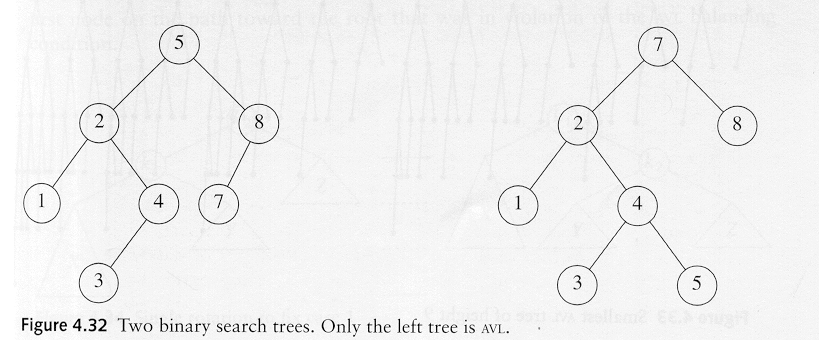 5 7
2 8 2 8
1 4 7 1 4
3 3 5
Figure 4.32 Two binary search trees. Only the left tree is AVL.